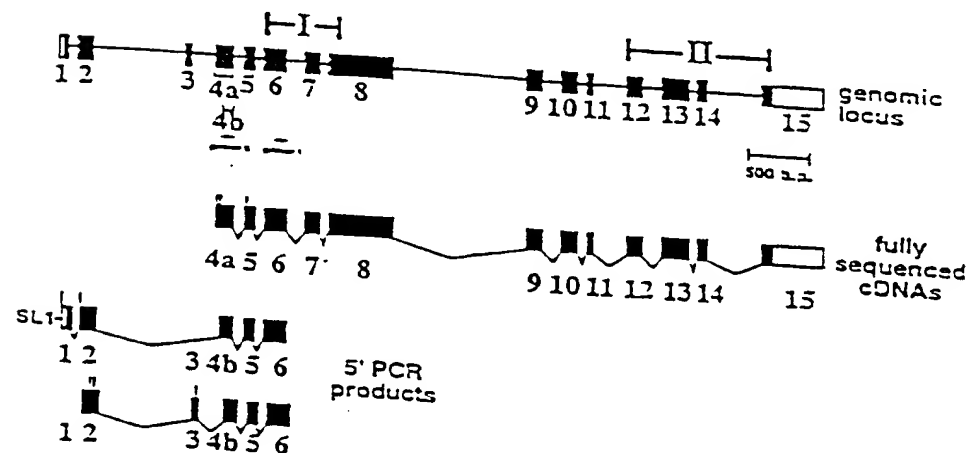 I II
1 2 3 4a 5 6 7 8 9 10 11 12 13 14 15
4b
genomic
locus
500 22
4a 5 6 7 8 9 10 11 12 13 14 15
fully
sequenced
cDNAs
SL1
1 2 3 4b 5 6
5' PCR
products
1 2 3 4b 5 6